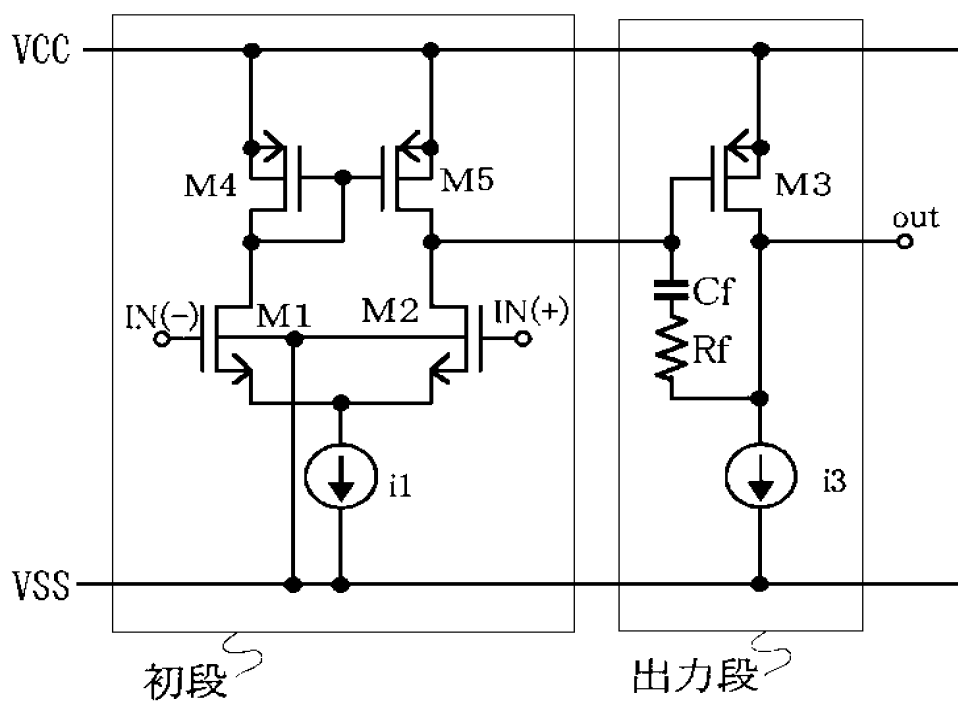 VCC
M4
M5
M3
out
IN(-)
M1
M2
IN(+)
Cf
Rf
i1
i3
VSS
初段
出力段